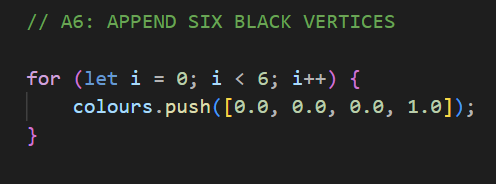 // A6: APPEND SIX BLACK VERTICES
for (let i = 0; i < 6; i++) {
    colours.push([0.0, 0.0, 0.0, 1.0]);
}